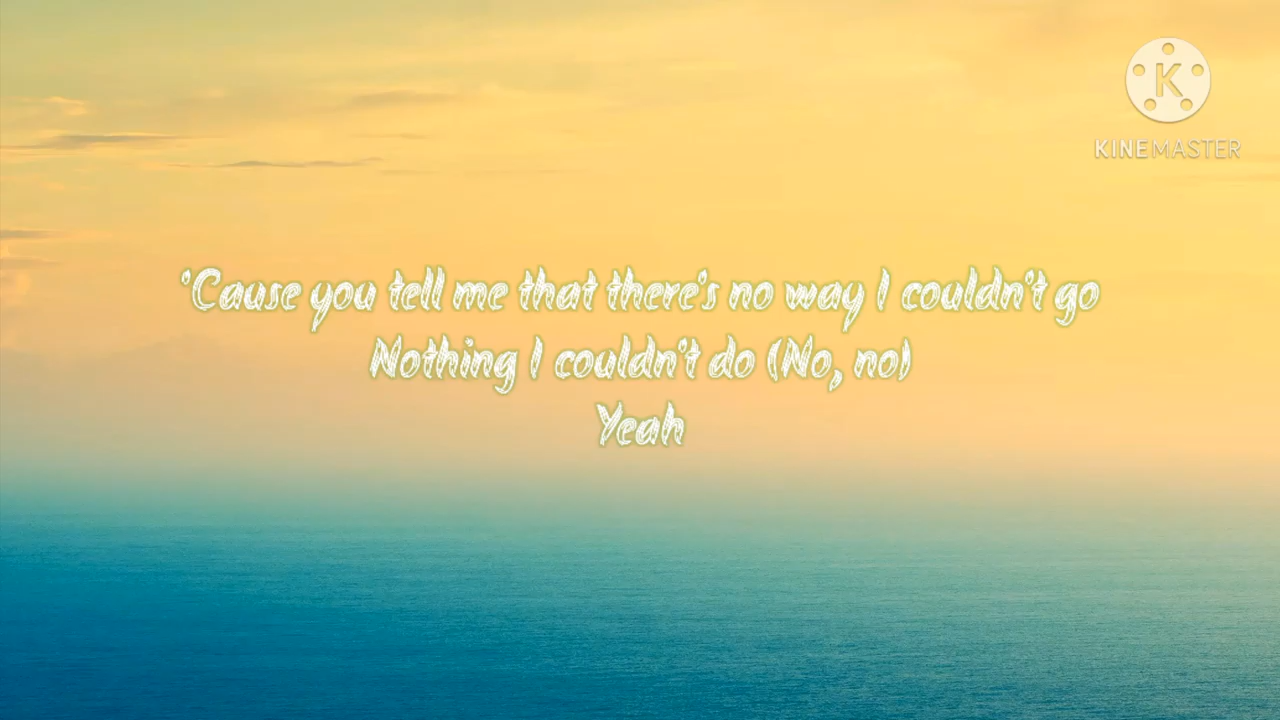 K
KINEMASTER
'Cause you tell me that there's no way I couldn't go
Nothing I couldn't do (No, no)
Yeah